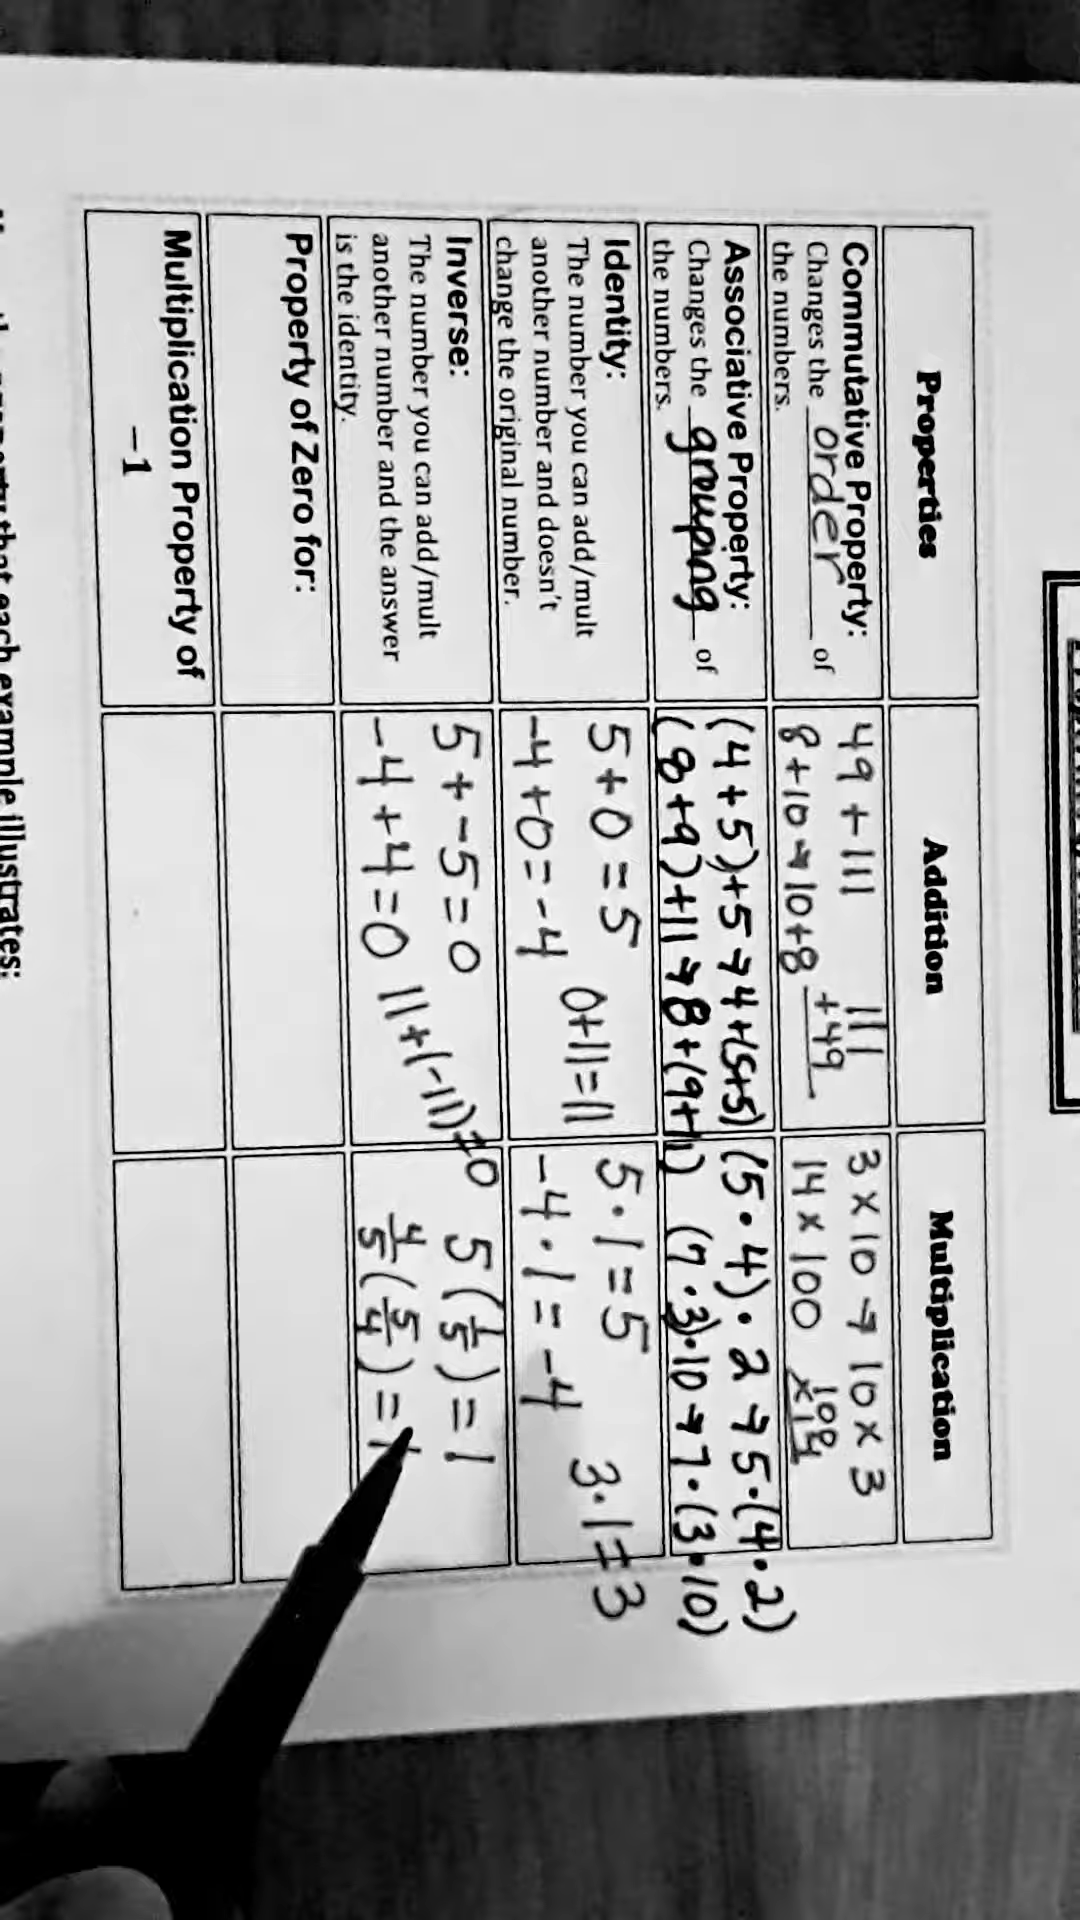 Properties
Addition
Multiplication
Commutative Property:
Changes the order of
the numbers.
49 + 111
111
+49
8+10→10+8
3 x 10 → 10 x 3
14 x 100
100
x14
Associative Property:
Changes the grouping of
the numbers.
(4+5)+5→4+(5+5)
(8+9)+11→8+(9+11)
(5·4)·2→5·(4·2)
(7·3)·10→7·(3·10)
Identity:
The number you can add/mult
another number and doesn't
change the original number.
5+0=5
-4+0=-4
0+11=11
5·1=5
-4·1=-4
3·1=3
Inverse:
The number you can add/mult
another number and the answer
is the identity.
5+-5=0
-4+4=0
11+(-11)=0
5(1/5)=1
4/5(5/4)=1
Property of Zero for:
Multiplication Property of
-1
that each example illustrates: